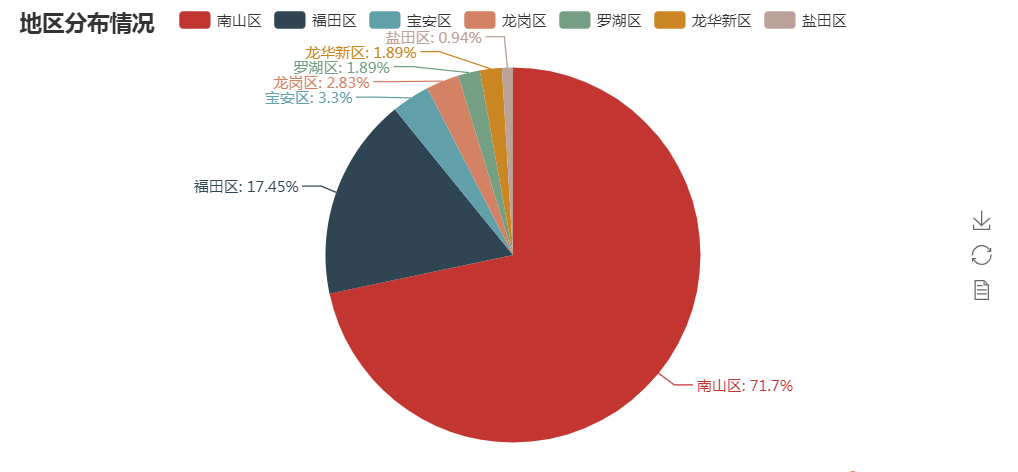 地区分布情况
南山区
福田区
宝安区
龙岗区
罗湖区
龙华新区
盐田区
盐田区: 0.94%
龙华新区: 1.89%
罗湖区: 1.89%
龙岗区: 2.83%
宝安区: 3.3%
福田区: 17.45%
南山区: 71.7%